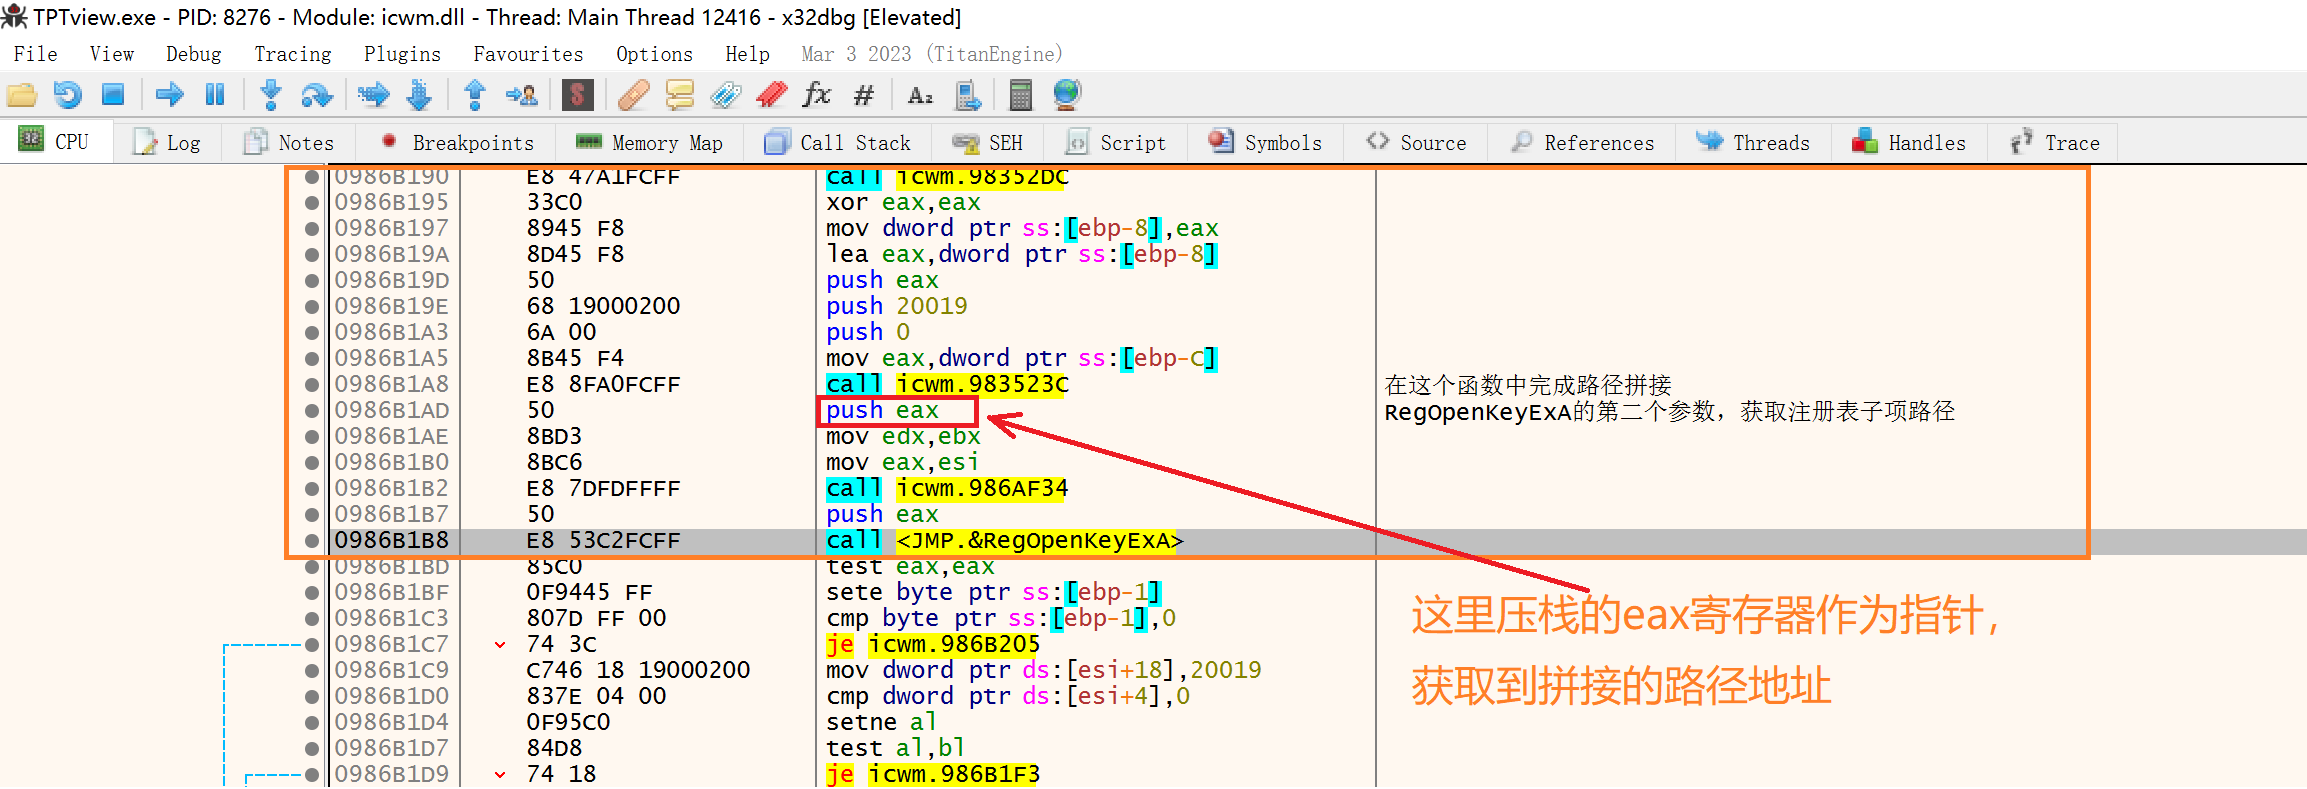 TPTview.exe - PID: 8276 - Module: icwm.dll - Thread: Main Thread 12416 - x32dbg [Elevated]
File View Debug Tracing Plugins Favourites Options Help Mar 3 2023 (TitanEngine)
CPU Log Notes Breakpoints Memory Map Call Stack SEH Script Symbols Source References Threads Handles Trace
0986B190 E8 47A1FCFF call icwm.98352DC
0986B195 33C0 xor eax,eax
0986B197 8945 F8 mov dword ptr ss:[ebp-8],eax
0986B19A 8D45 F8 lea eax,dword ptr ss:[ebp-8]
0986B19D 50 push eax
0986B19E 68 19000200 push 20019
0986B1A3 6A 00 push 0
0986B1A5 8B45 F4 mov eax,dword ptr ss:[ebp-C]
0986B1A8 E8 8FA0FCFF call icwm.983523C 在这个函数中完成路径拼接
0986B1AD 50 push eax RegOpenKeyExA的第二个参数，获取注册表子项路径
0986B1AE 8BD3 mov edx,ebx
0986B1B0 8BC6 mov eax,esi
0986B1B2 E8 7DFDFFFF call icwm.986AF34
0986B1B7 50 push eax
0986B1B8 E8 53C2FCFF call <JMP.&RegOpenKeyExA>
0986B1BD 85C0 test eax,eax
0986B1BF 0F9445 FF sete byte ptr ss:[ebp-1]
0986B1C3 807D FF 00 cmp byte ptr ss:[ebp-1],0
0986B1C7 74 3C je icwm.986B205
0986B1C9 C746 18 19000200 mov dword ptr ds:[esi+18],20019
0986B1D0 837E 04 00 cmp dword ptr ds:[esi+4],0
0986B1D4 0F95C0 setne al
0986B1D7 84D8 test al,bl
0986B1D9 74 18 je icwm.986B1F3
这里压栈的eax寄存器作为指针，
获取到拼接的路径地址